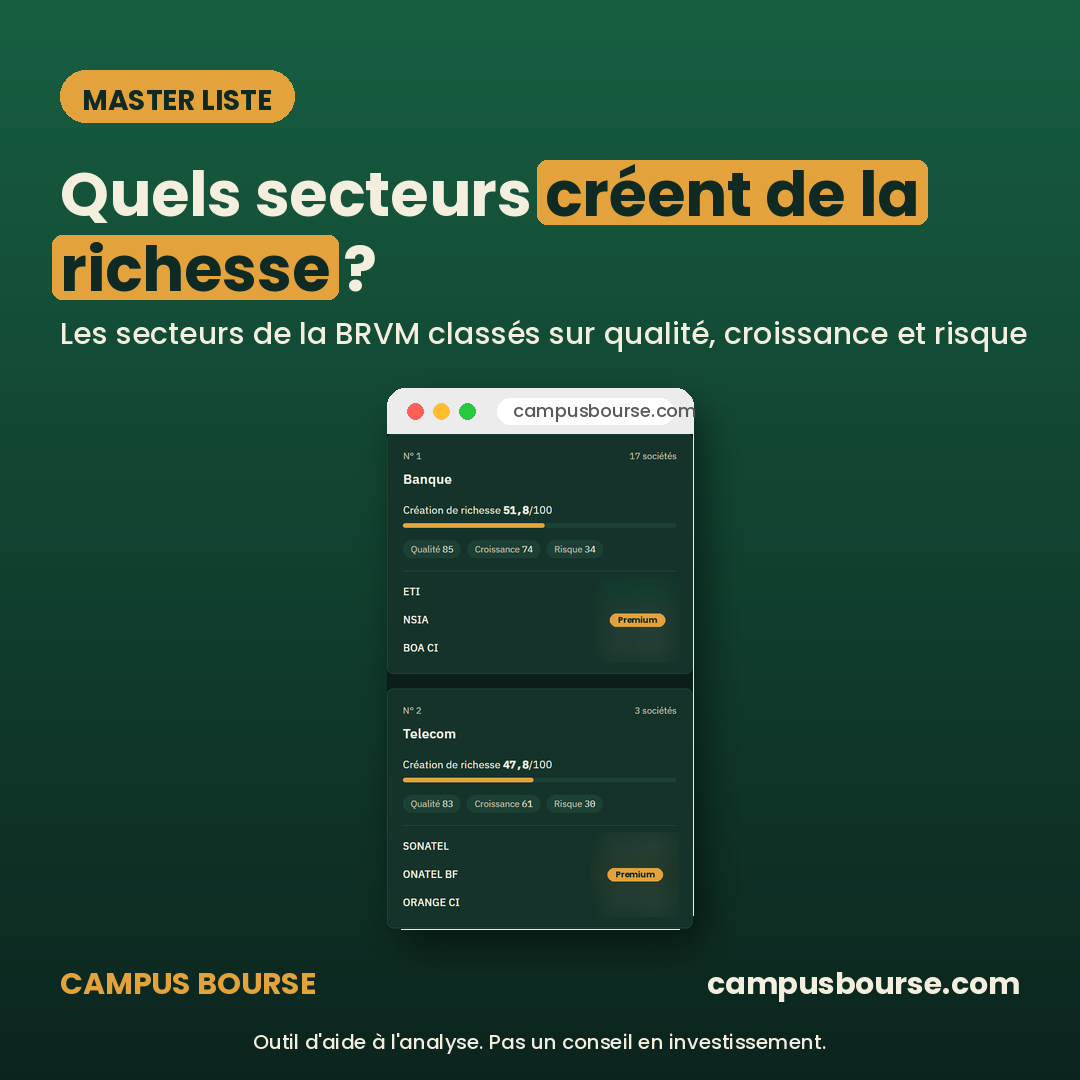 MASTER LISTE
Quels secteurs créent de la
richesse ?
Les secteurs de la BRVM classés sur qualité, croissance et risque
campusbourse.com
N° 1 17 sociétés
Banque
Création de richesse 51,8/100
Qualité 85 Croissance 74 Risque 34
ETI
NSIA
Premium
BOA CI
N° 2 3 sociétés
Telecom
Création de richesse 47,8/100
Qualité 83 Croissance 61 Risque 30
SONATEL
ONATEL BF Premium
ORANGE CI
CAMPUS BOURSE campusbourse.com
Outil d'aide à l'analyse. Pas un conseil en investissement.